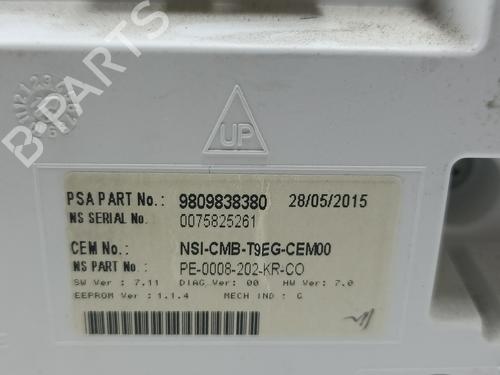 UP
PSA PART No.: 9809838380 28/05/2015
NS SERIAL No. 0075825261
CEM No.: NSI-CMB-T9EG-CEM00
NS PART No.: PE-0008-202-KR-CO
SW Ver : 7.11 DIAG Ver: 00 HW Ver: 7.0
EEPROM Ver : 1.1.4 MECH IND : G
B-PARTS